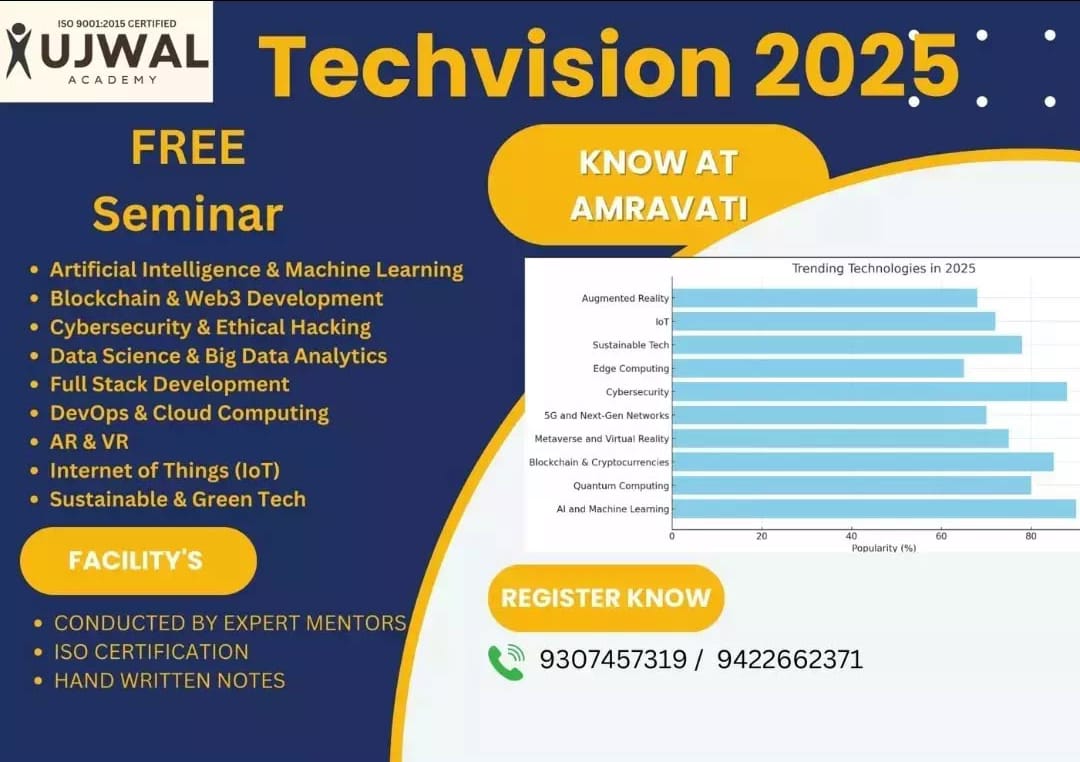 ISO 9001:2015 CERTIFIED
UJWAL
ACADEMY
Techvision 2025
FREE
Seminar
• Artificial Intelligence & Machine Learning
• Blockchain & Web3 Development
• Cybersecurity & Ethical Hacking
• Data Science & Big Data Analytics
• Full Stack Development
• DevOps & Cloud Computing
• AR & VR
• Internet of Things (IoT)
• Sustainable & Green Tech
FACILITY'S
• CONDUCTED BY EXPERT MENTORS
• ISO CERTIFICATION
• HAND WRITTEN NOTES
KNOW AT
AMRAVATI
Trending Technologies in 2025
Augmented Reality
IoT
Sustainable Tech
Edge Computing
Cybersecurity
5G and Next-Gen Networks
Metaverse and Virtual Reality
Blockchain & Cryptocurrencies
Quantum Computing
AI and Machine Learning
0 20 40 60 80
Popularity (%)
REGISTER KNOW
9307457319 / 9422662371